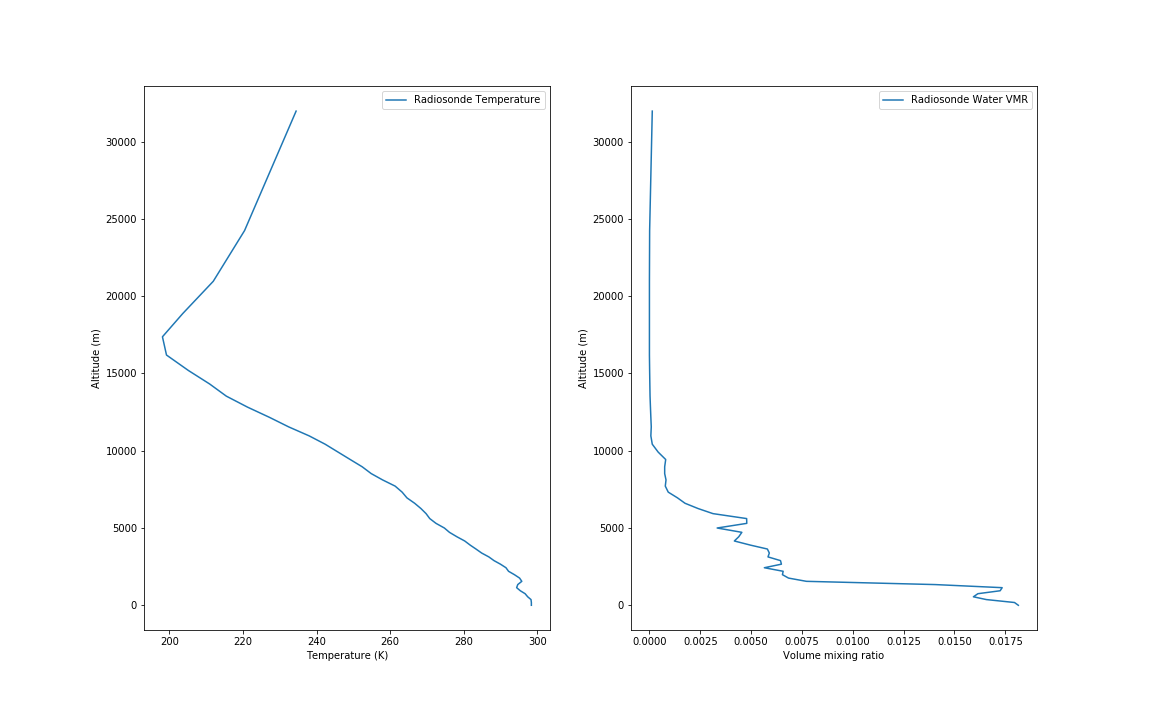 Radiosonde Temperature
30000
25000
20000
15000
10000
5000
0
Altitude (m)
200 220 240 260 280 300
Temperature (K)
Radiosonde Water VMR
30000
25000
20000
15000
10000
5000
0
Altitude (m)
0.0000 0.0025 0.0050 0.0075 0.0100 0.0125 0.0150 0.0175
Volume mixing ratio